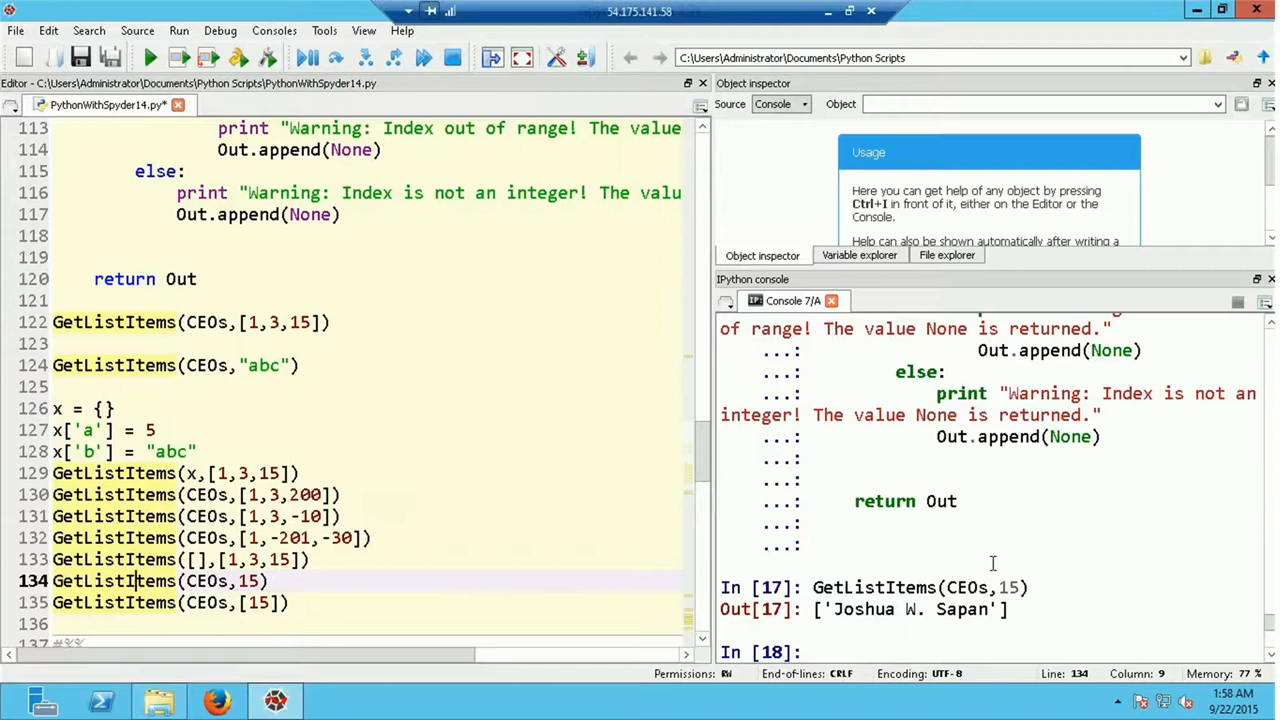 54.175.141.58
File Edit Search Source Run Debug Consoles Tools View Help
C:\Users\Administrator\Documents\Python Scripts
Editor - C:\Users\Administrator\Documents\Python Scripts\PythonWithSpyder14.py
PythonWithSpyder14.py*
113 print "Warning: Index out of range! The value
114 Out.append(None)
115 else:
116 print "Warning: Index is not an integer! The valu
117 Out.append(None)
118
119
120 return Out
121
122 GetListItems(CEOs,[1,3,15])
123
124 GetListItems(CEOs,"abc")
125
126 x = {}
127 x['a'] = 5
128 x['b'] = "abc"
129 GetListItems(x,[1,3,15])
130 GetListItems(CEOs,[1,3,200])
131 GetListItems(CEOs,[1,3,-10])
132 GetListItems(CEOs,[1,-201,-30])
133 GetListItems([],[1,3,15])
134 GetListItems(CEOs,15)
135 GetListItems(CEOs,[15])
136
137 #%%
Object inspector
Source Console Object
Usage
Here you can get help of any object by pressing
Ctrl+I in front of it, either on the Editor or the
Console.
Help can also be shown automatically after writing a
Object inspector Variable explorer File explorer
IPython console
IP: Console 7/A
of range! The value None is returned."
...: Out.append(None)
...: else:
...: print "Warning: Index is not an
integer! The value None is returned."
...: Out.append(None)
...:
...:
...: return Out
...:
...:
In [17]: GetListItems(CEOs,15)
Out[17]: ['Joshua W. Sapan']
In [18]:
Permissions: RW End-of-lines: CRLF Encoding: UTF-8 Line: 134 Column: 9 Memory: 77 %
1:58 AM
9/22/2015